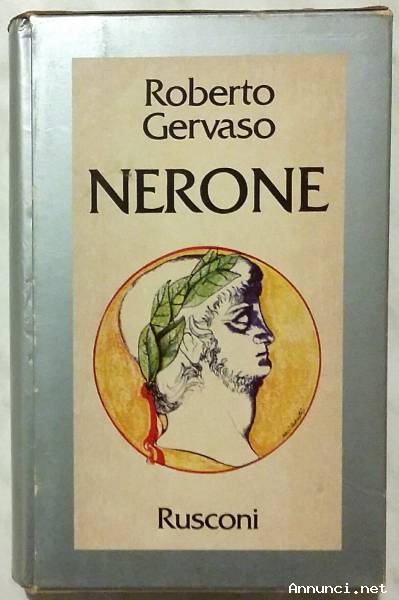 Roberto
Gervaso
NERONE
Rusconi
Annunci.net